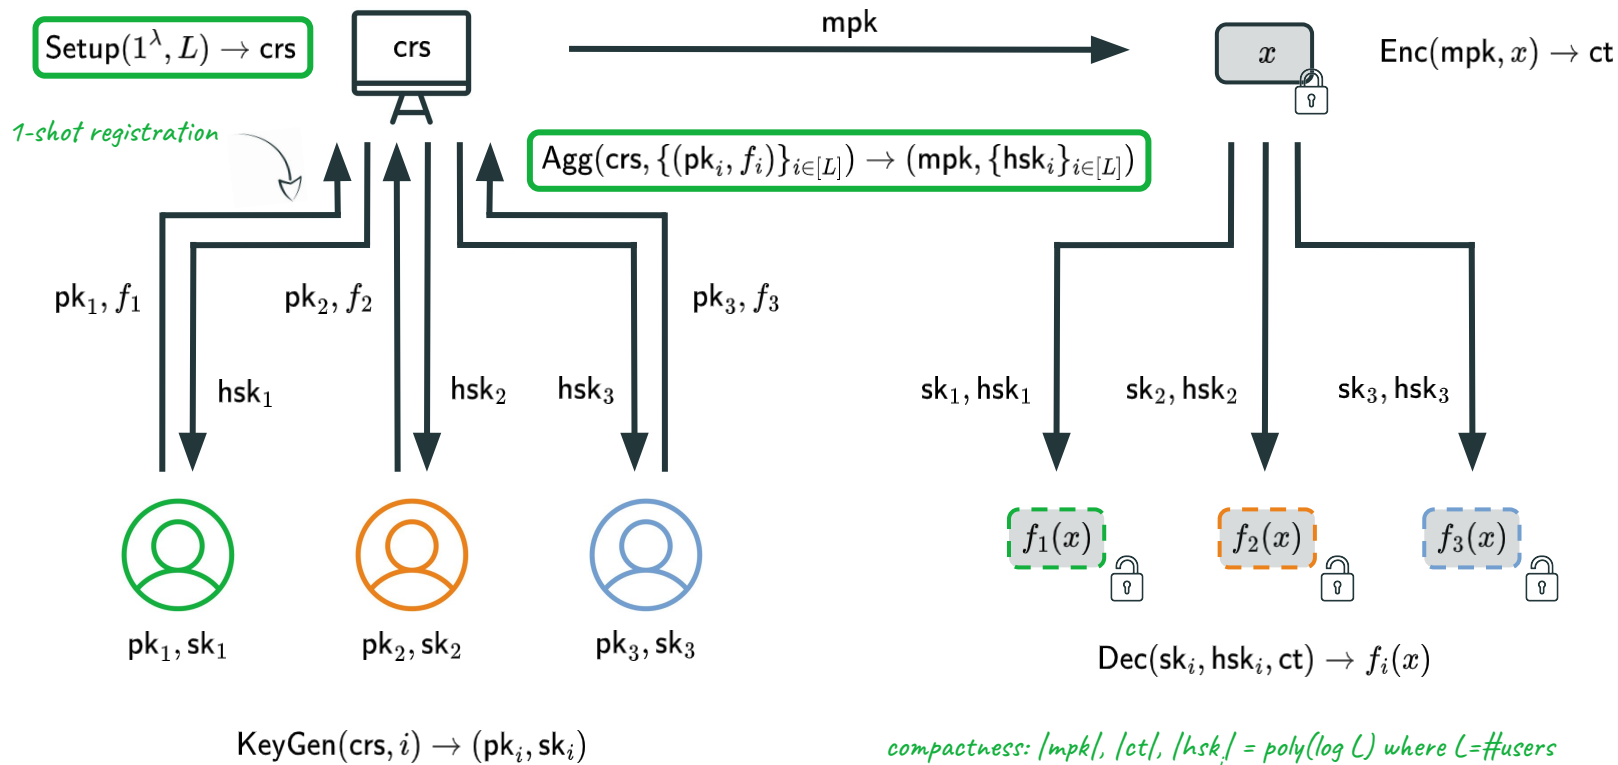 mpk
Setup(1^λ, L) → crs
crs
x
Enc(mpk, x) → ct
1-shot registration
Agg(crs, {(pk_i, f_i)}_{i∈[L]}) → (mpk, {hsk_i}_{i∈[L]})
pk_1, f_1
pk_2, f_2
pk_3, f_3
hsk_1
hsk_2
hsk_3
sk_1, hsk_1
sk_2, hsk_2
sk_3, hsk_3
f_1(x)
f_2(x)
f_3(x)
pk_1, sk_1
pk_2, sk_2
pk_3, sk_3
Dec(sk_i, hsk_i, ct) → f_i(x)
KeyGen(crs, i) → (pk_i, sk_i)
compactness: |mpk|, |ct|, |hsk_i| = poly(log L) where L=#users